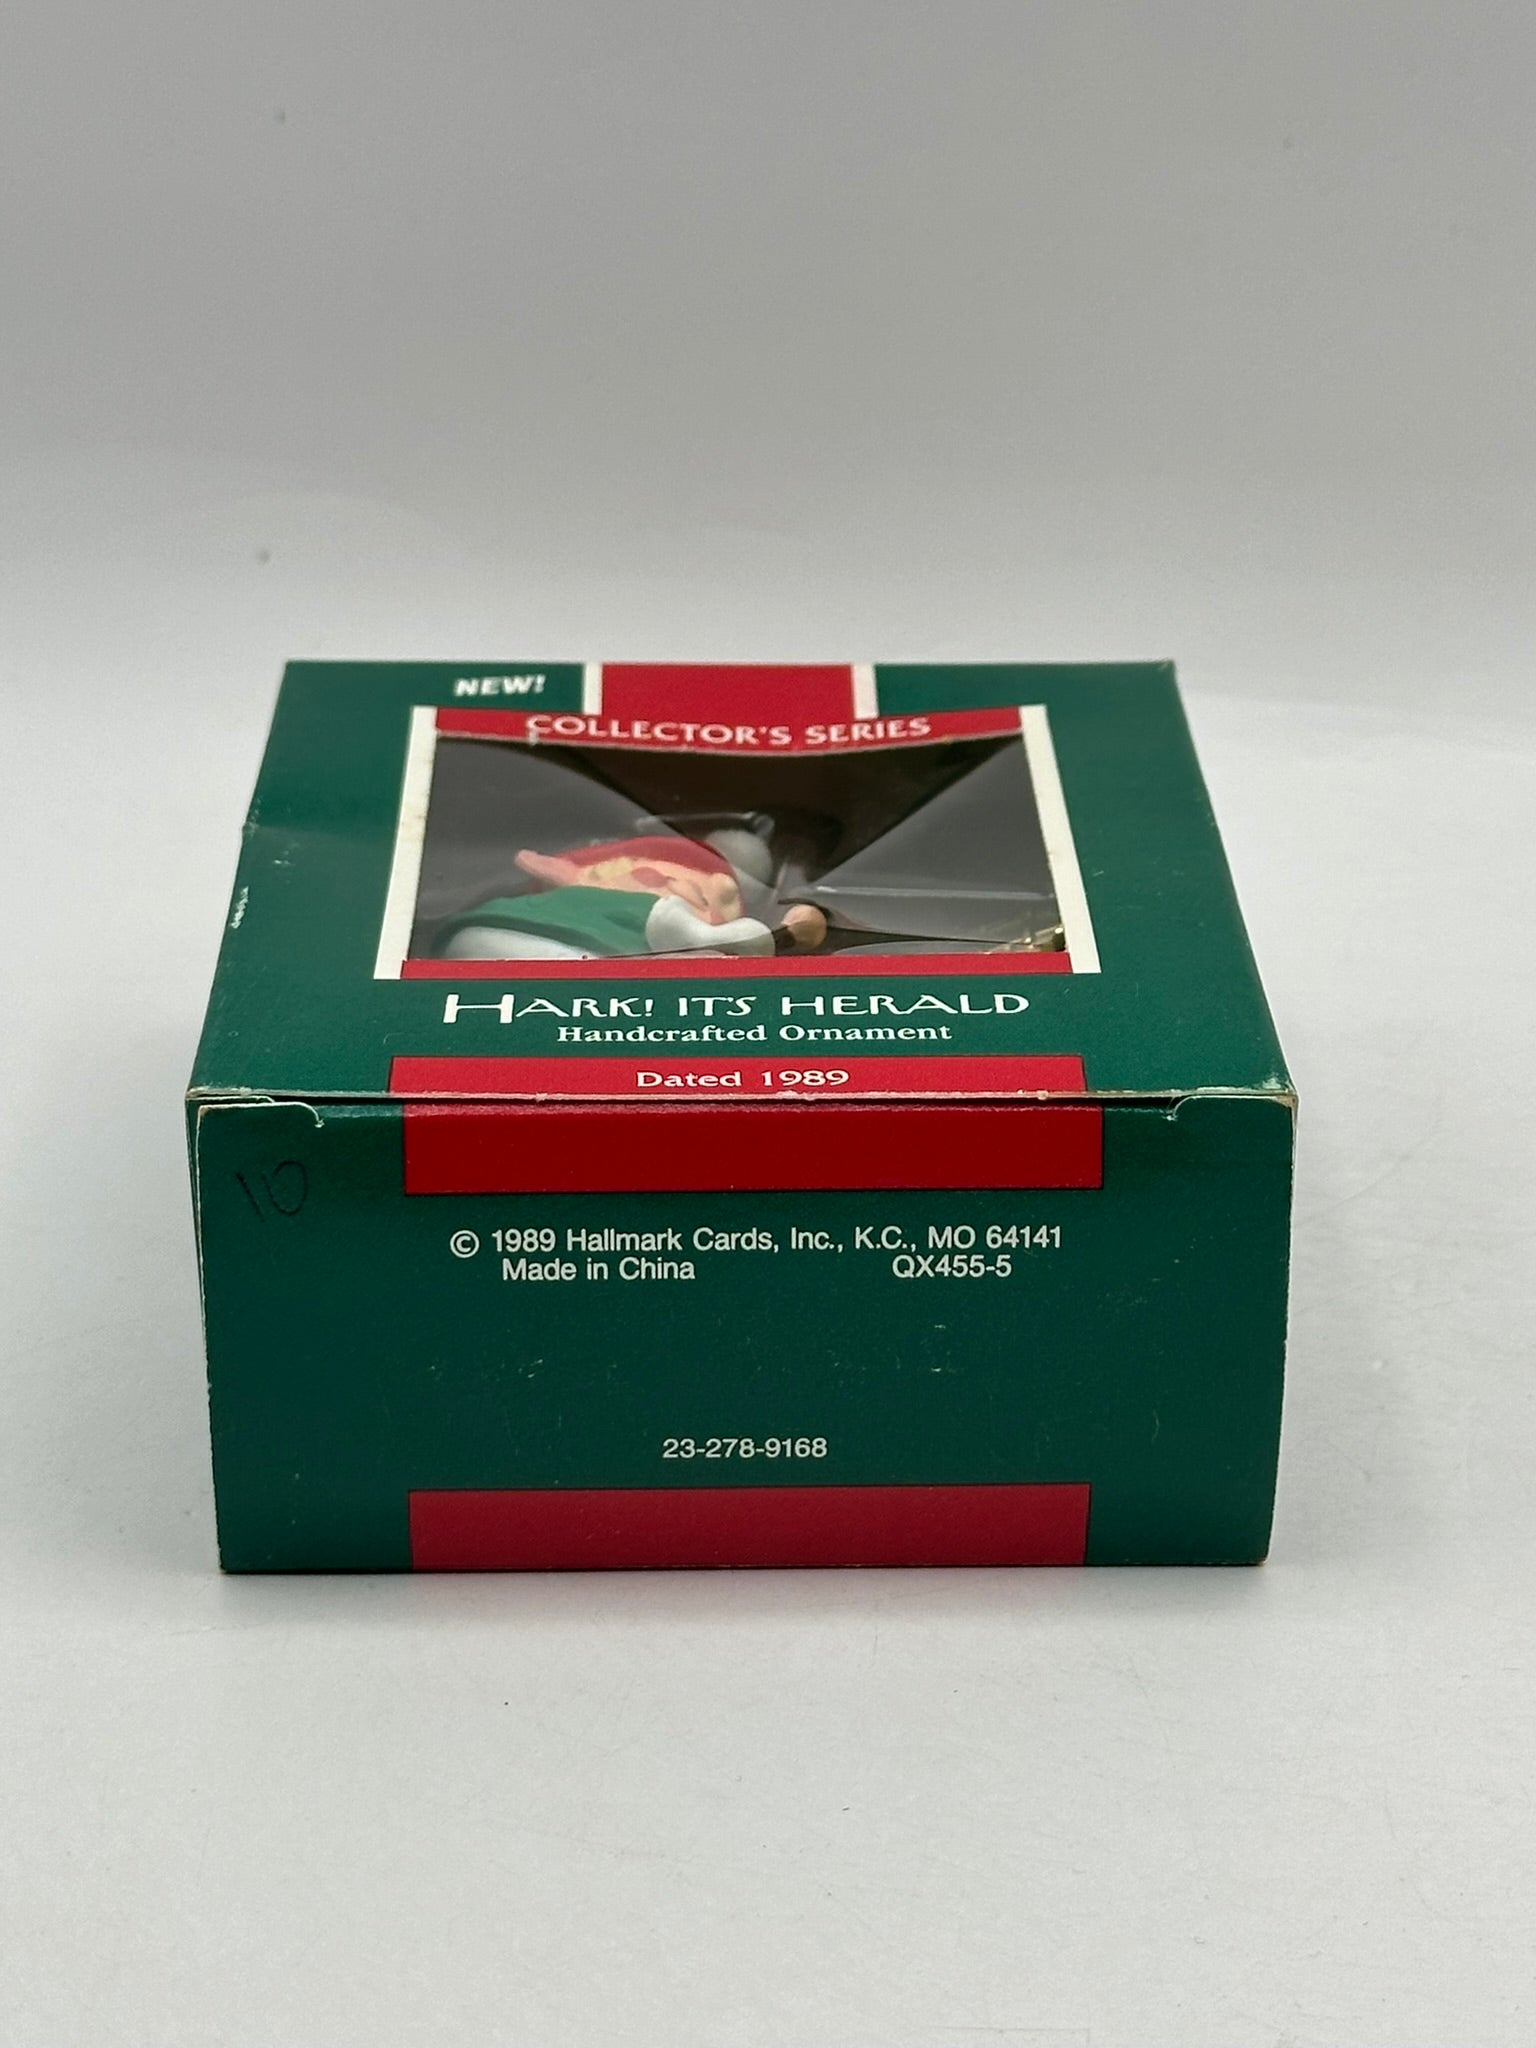 NEW!
COLLECTOR'S SERIES
HARK! IT'S HERALD
Handcrafted Ornament
Dated 1989
110
© 1989 Hallmark Cards, Inc., K.C., MO 64141
Made in China QX455-5
23-278-9168